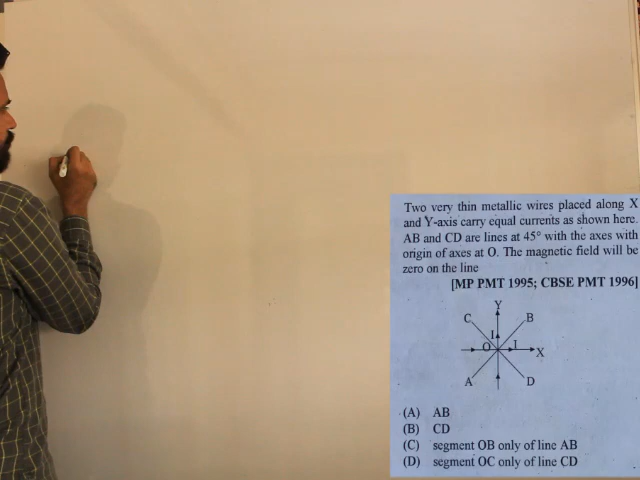 Two very thin metallic wires placed along X
and Y-axis carry equal currents as shown here.
AB and CD are lines at 45° with the axes with
origin of axes at O. The magnetic field will be
zero on the line
[MP PMT 1995; CBSE PMT 1996]
Y
C B
I
O I X
A D
(A) AB
(B) CD
(C) segment OB only of line AB
(D) segment OC only of line CD